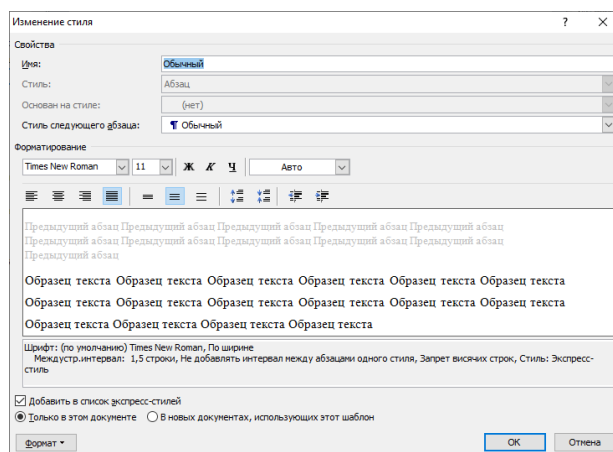 Изменение стиля ? ×
Свойства
Имя: Обычный
Стиль: Абзац
Основан на стиле: (нет)
Стиль следующего абзаца: ¶ Обычный
Форматирование
Times New Roman 11 Ж К Ч Авто
Предыдущий абзац Предыдущий абзац Предыдущий абзац Предыдущий абзац Предыдущий абзац
Предыдущий абзац Предыдущий абзац Предыдущий абзац Предыдущий абзац Предыдущий абзац
Предыдущий абзац
Образец текста Образец текста Образец текста Образец текста Образец текста Образец текста
Образец текста Образец текста Образец текста Образец текста Образец текста Образец текста
Образец текста Образец текста Образец текста Образец текста
Шрифт: (по умолчанию) Times New Roman, По ширине
Междустр.интервал: 1,5 строки, Не добавлять интервал между абзацами одного стиля, Запрет висячих строк, Стиль: Экспресс-
стиль
Добавить в список экспресс-стилей
Только в этом документе В новых документах, использующих этот шаблон
Формат OK Отмена